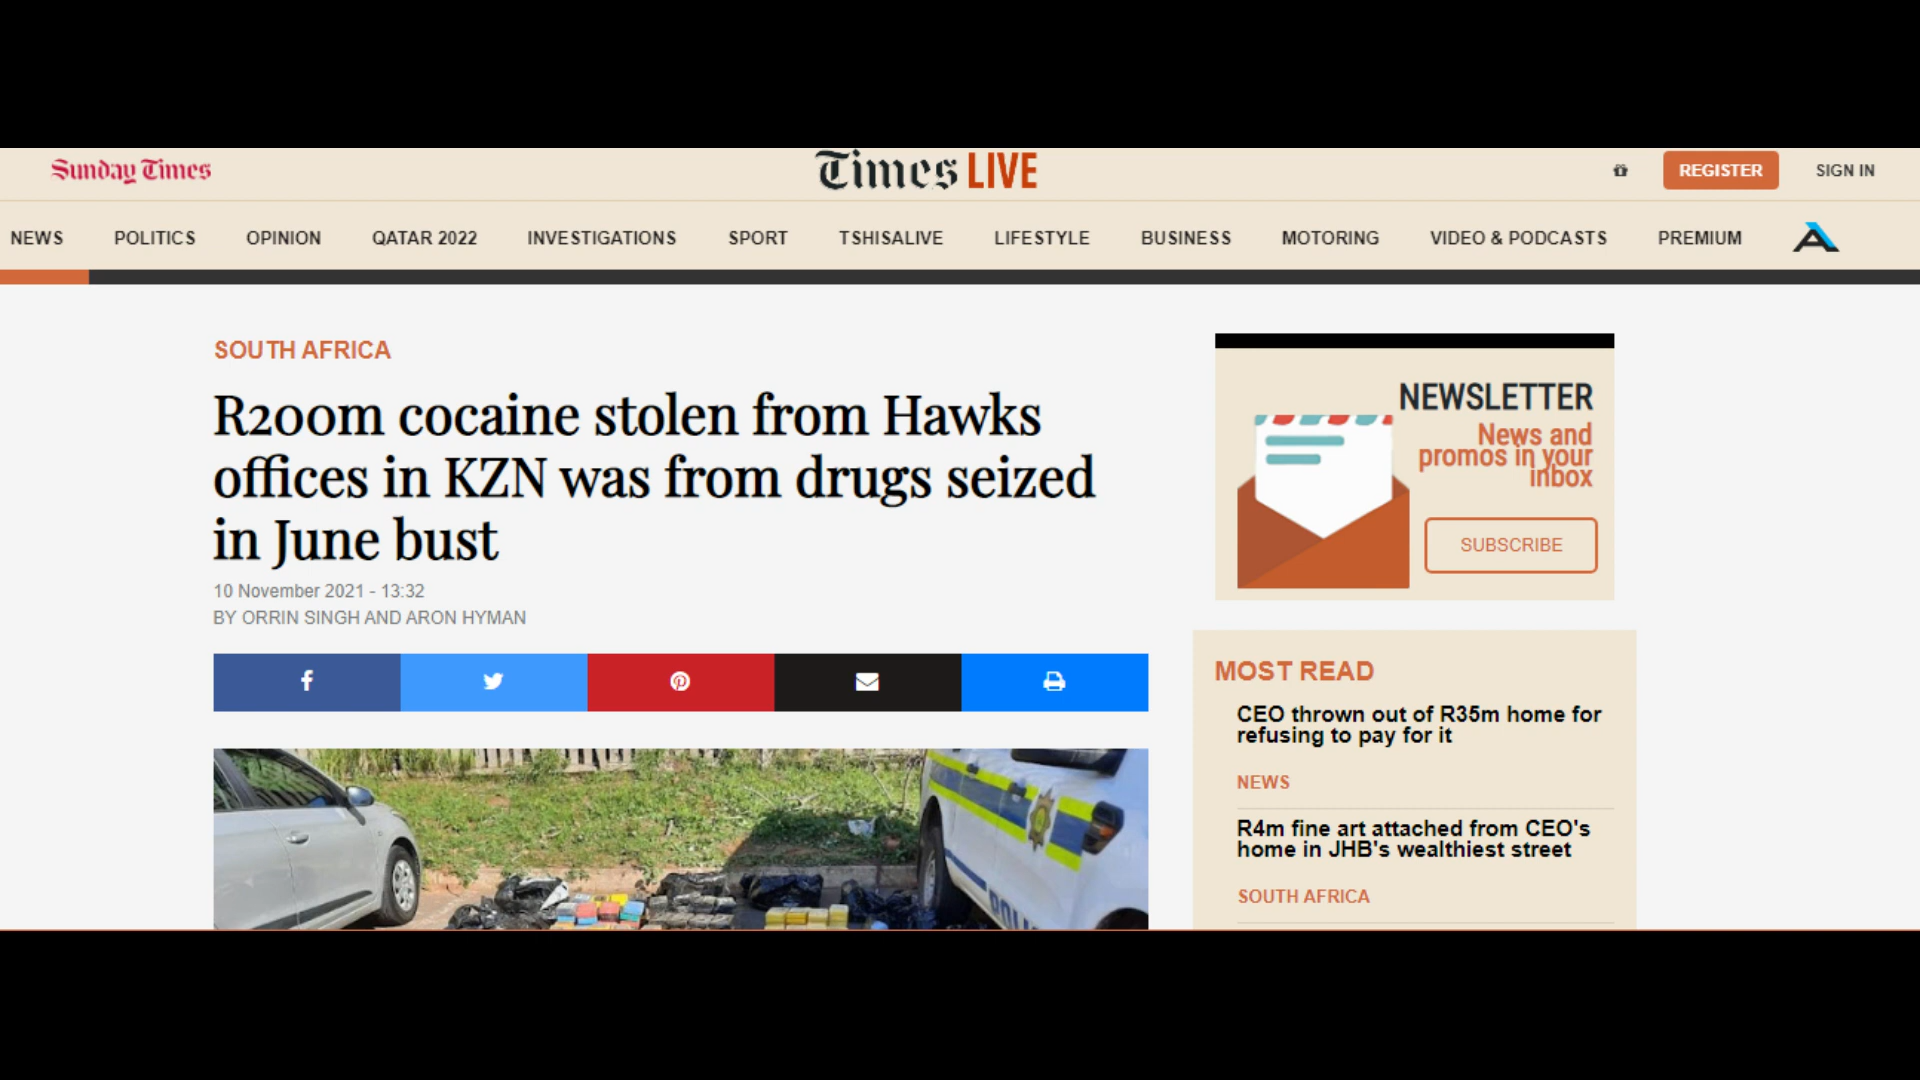 Sunday Times
Times LIVE
REGISTER
SIGN IN
NEWS
POLITICS
OPINION
QATAR 2022
INVESTIGATIONS
SPORT
TSHISALIVE
LIFESTYLE
BUSINESS
MOTORING
VIDEO & PODCASTS
PREMIUM
SOUTH AFRICA
R200m cocaine stolen from Hawks
offices in KZN was from drugs seized
in June bust
10 November 2021 - 13:32
BY ORRIN SINGH AND ARON HYMAN
NEWSLETTER
News and
promos in your
inbox
SUBSCRIBE
MOST READ
CEO thrown out of R35m home for
refusing to pay for it
NEWS
R4m fine art attached from CEO's
home in JHB's wealthiest street
SOUTH AFRICA